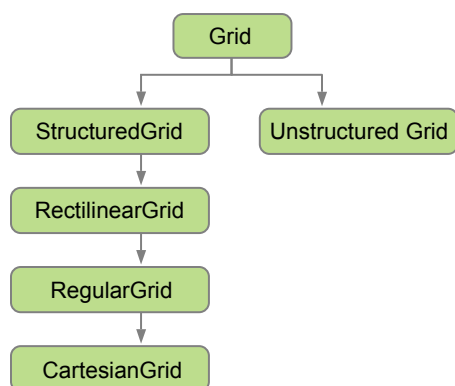 Grid
StructuredGrid
Unstructured Grid
RectilinearGrid
RegularGrid
CartesianGrid